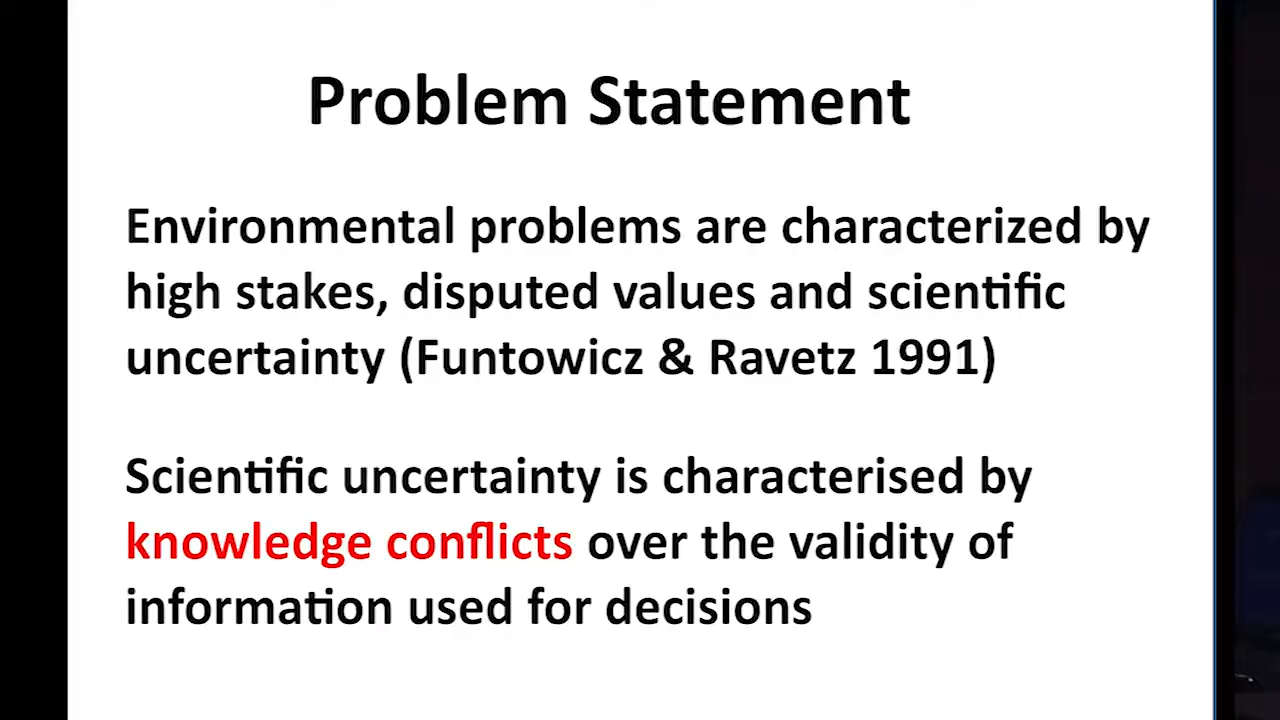 Problem Statement
Environmental problems are characterized by
high stakes, disputed values and scientific
uncertainty (Funtowicz & Ravetz 1991)
Scientific uncertainty is characterised by
knowledge conflicts over the validity of
information used for decisions